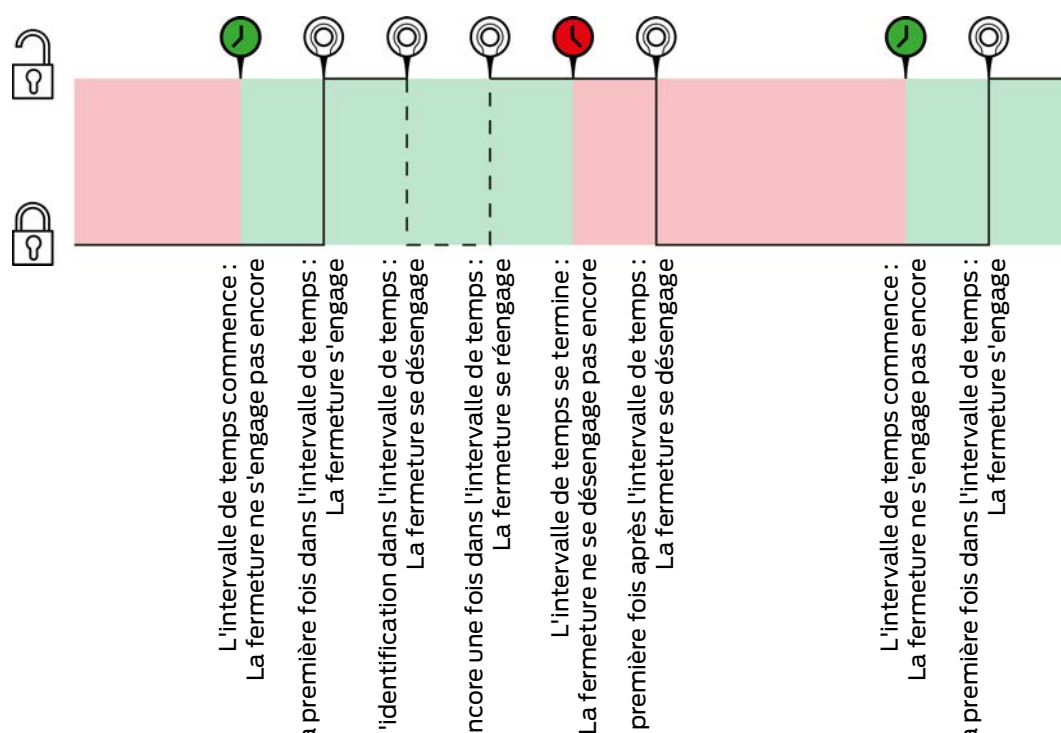 L'intervalle de temps commence :
La fermeture ne s'engage pas encore
première fois dans l'intervalle de temps :
La fermeture s'engage
'identification dans l'intervalle de temps :
La fermeture se désengage
ncore une fois dans l'intervalle de temps :
La fermeture se réengage
L'intervalle de temps se termine :
La fermeture ne se désengage pas encore
première fois après l'intervalle de temps :
La fermeture se désengage
L'intervalle de temps commence :
La fermeture ne s'engage pas encore
a première fois dans l'intervalle de temps :
La fermeture s'engage